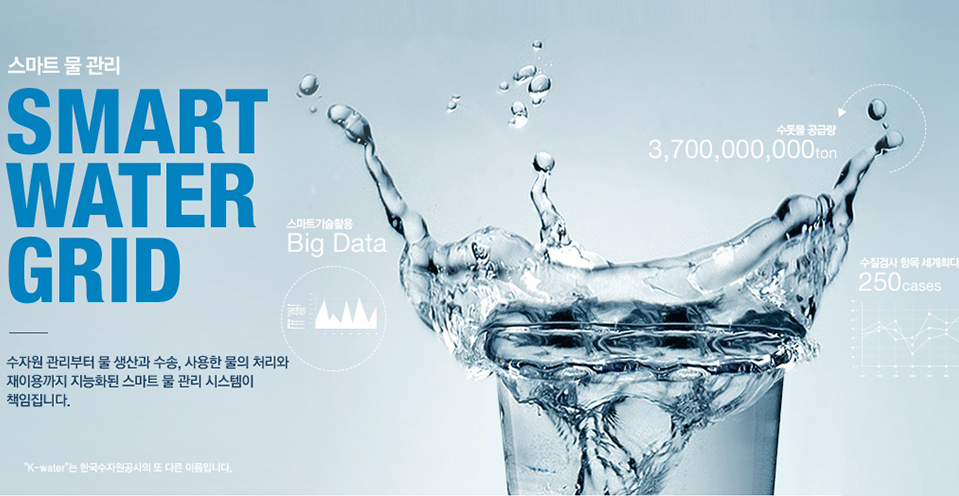 스마트 물 관리
SMART
WATER
GRID
수자원 관리부터 물 생산과 수송, 사용한 물의 처리와
재이용까지 지능화된 스마트 물 관리 시스템이
책임집니다.
"K-water"는 한국수자원공사의 또 다른 이름입니다.
스마트기술활용
Big Data
수돗물 공급량
3,700,000,000ton
수질검사 항목 세계최다
250cases